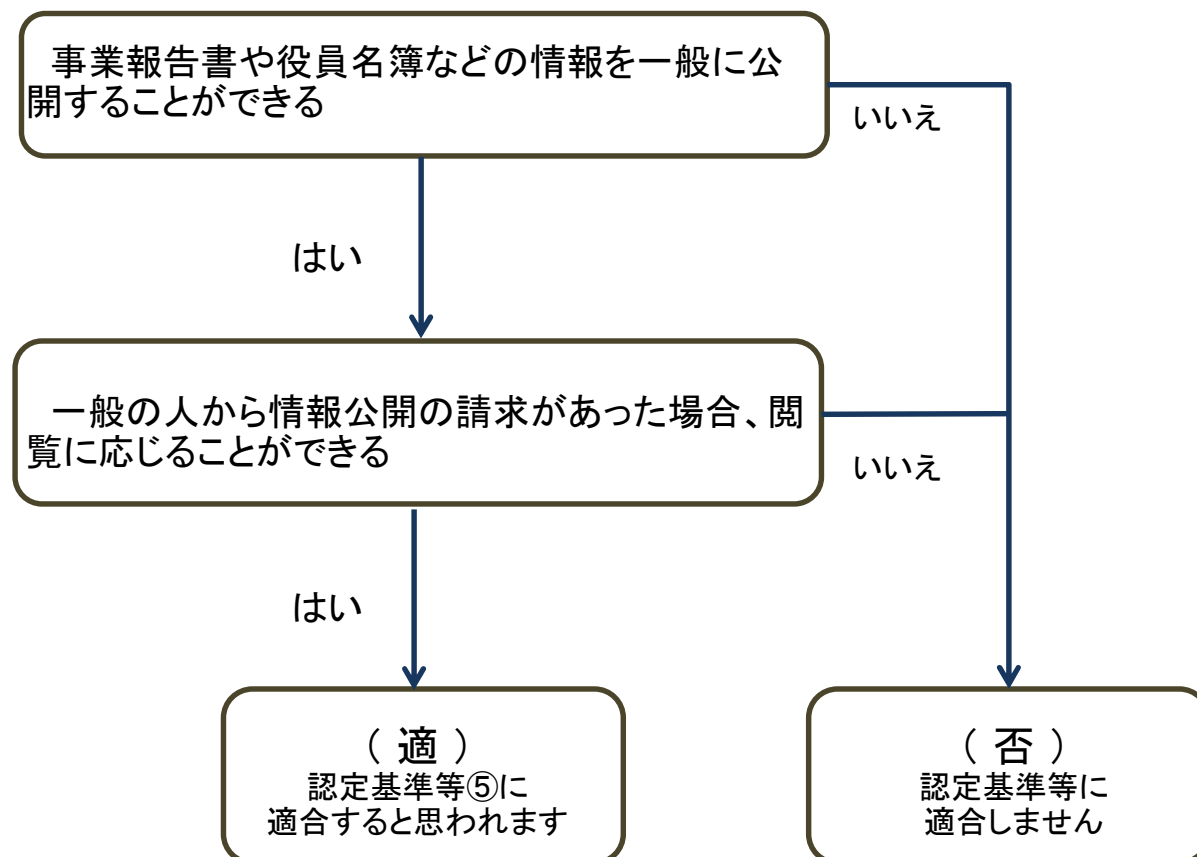 事業報告書や役員名簿などの情報を一般に公
開することができる
いいえ
はい
一般の人から情報公開の請求があった場合、閲
覧に応じることができる
いいえ
はい
（ 適 ）
認定基準等⑤に
適合すると思われます
（ 否 ）
認定基準等に
適合しません